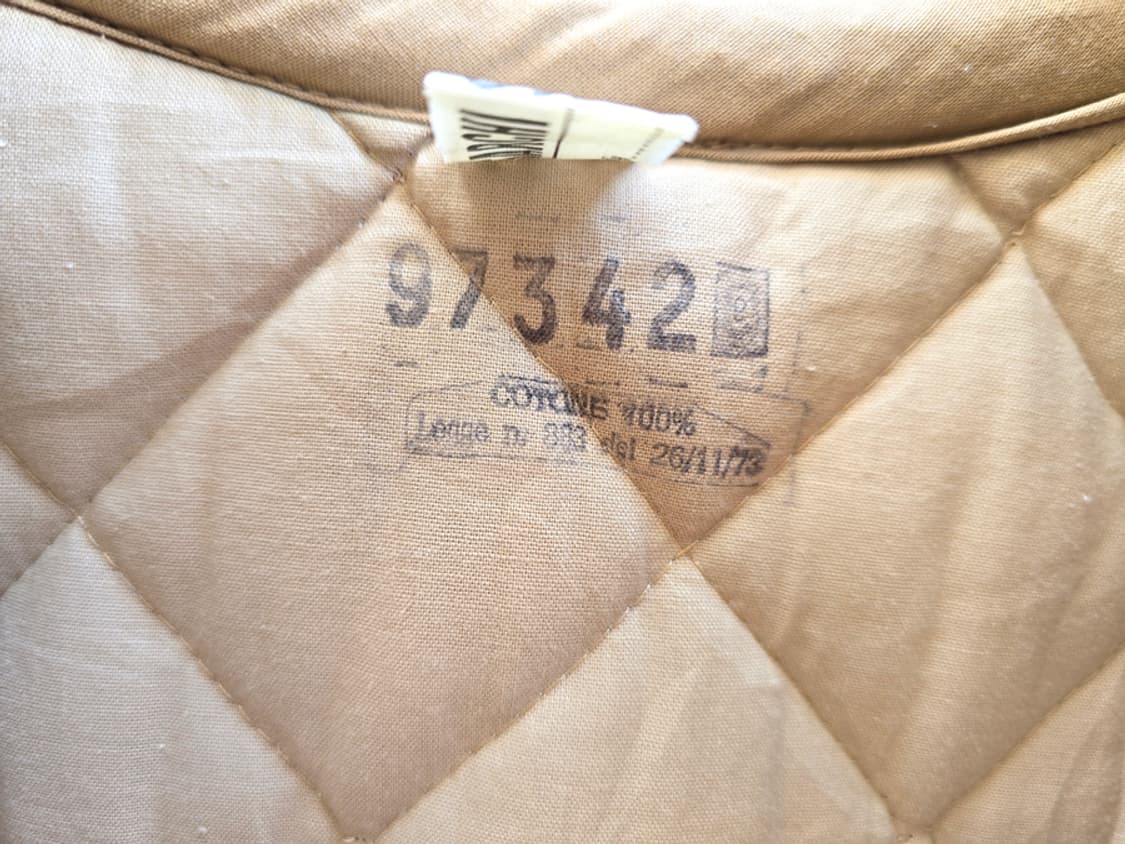 97342
COTONE 100%
Legge n. 883 del 26/11/73